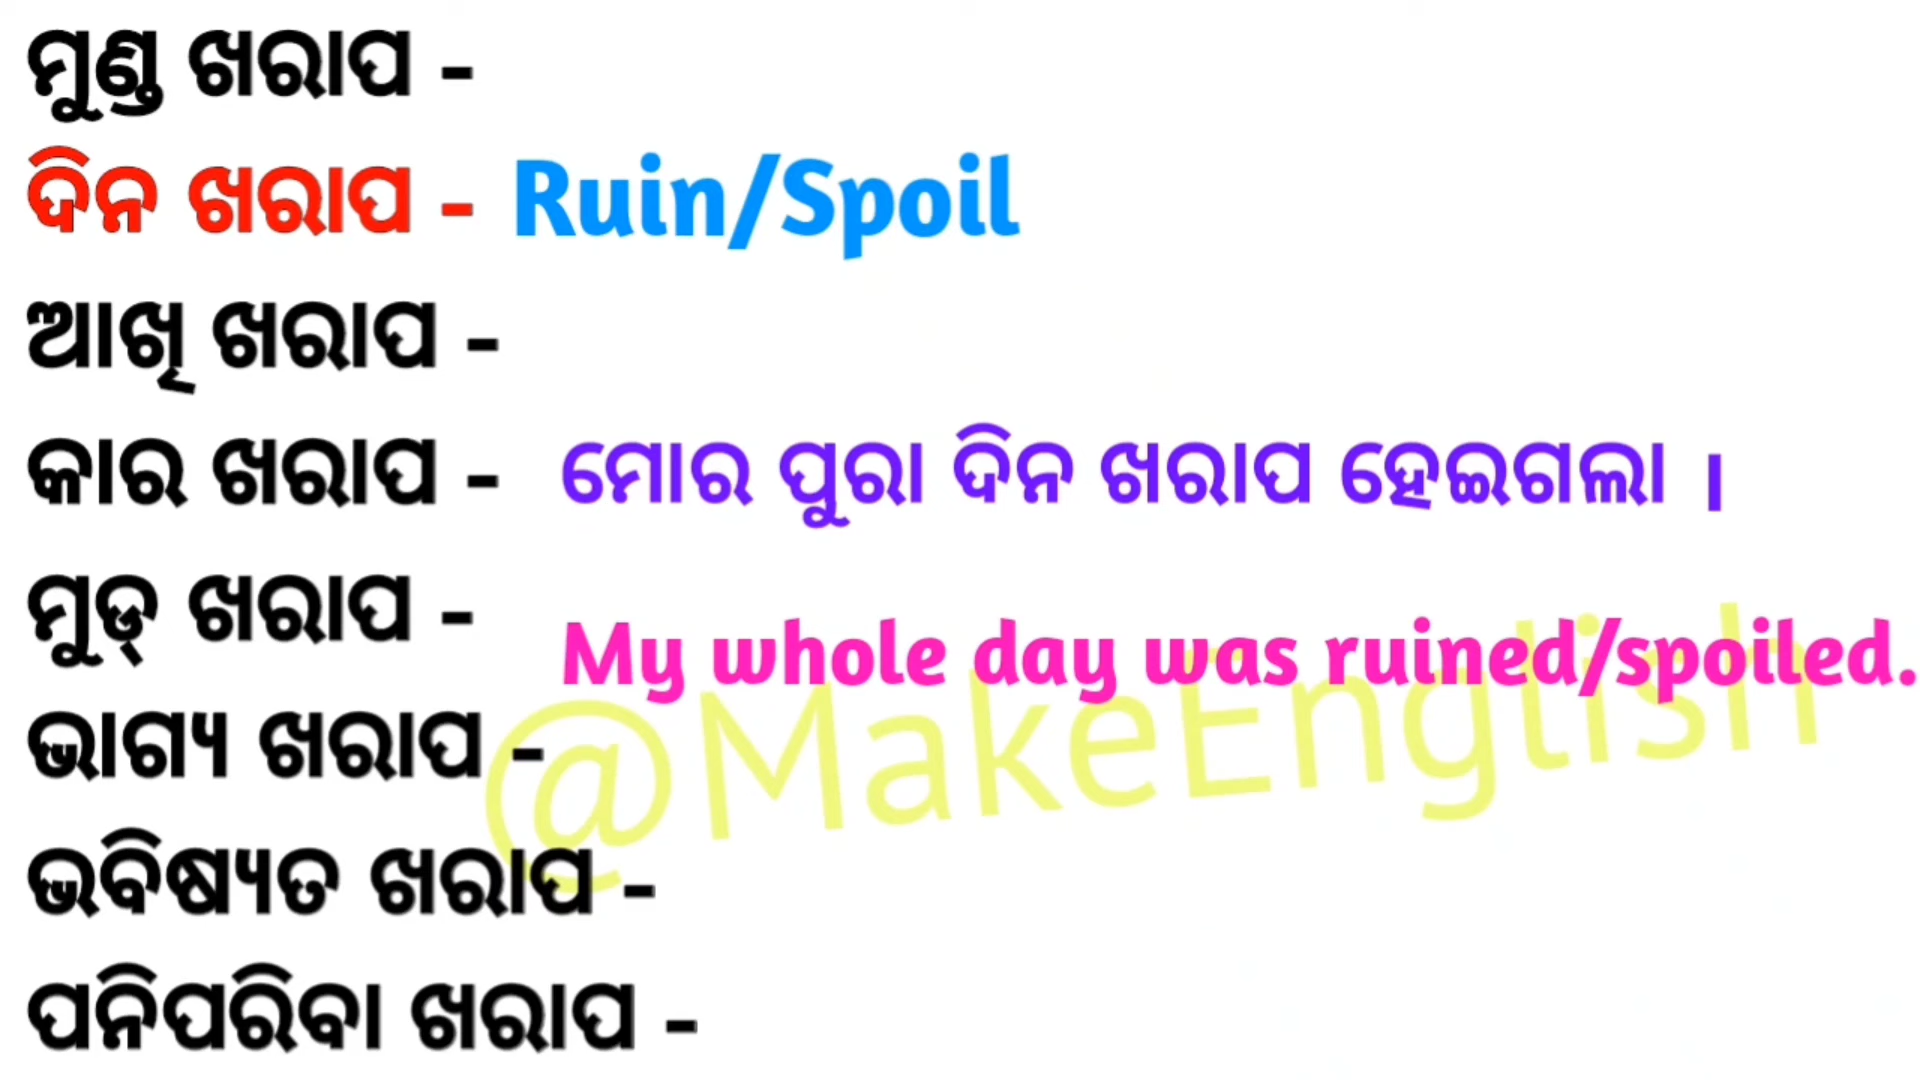 ମୁଣ୍ଡ ଖରାପ -
ଦିନ ଖରାପ - Ruin/Spoil
ଆଖି ଖରାପ -
କାର ଖରାପ - ମୋର ପୁରା ଦିନ ଖରାପ ହେଇଗଲା ।
ମୁଡ୍ ଖରାପ -
My whole day was ruined/spoiled.
ଭାଗ୍ୟ ଖରାପ -
@MakeEnglish
ଭବିଷ୍ୟତ ଖରାପ -
ପନିପରିବା ଖରାପ -